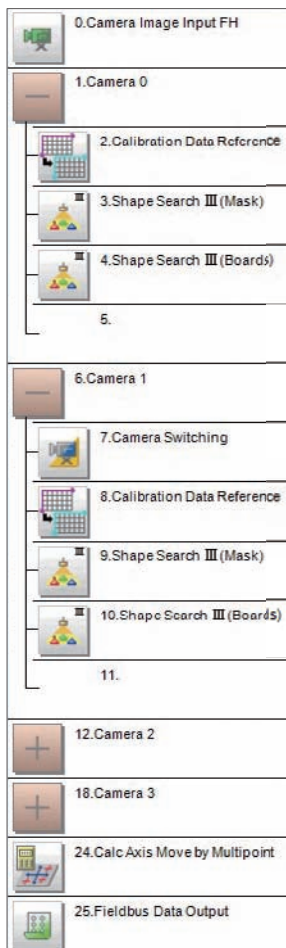 0.Camera Image Input FH
1.Camera 0
2.Calibration Data Reference
3.Shape Search Ⅲ(Mask)
4.Shape Search Ⅲ(Boards)
5.
6.Camera 1
7.Camera Switching
8.Calibration Data Reference
9.Shape Search Ⅲ(Mask)
10.Shape Search Ⅲ(Boards)
11.
12.Camera 2
18.Camera 3
24.Calc Axis Move by Multipoint
25.Fieldbus Data Output